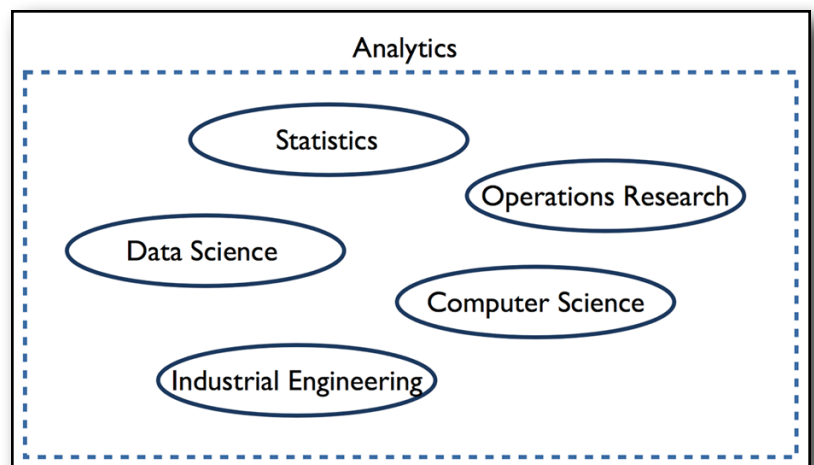 Analytics
Statistics
Operations Research
Data Science
Computer Science
Industrial Engineering